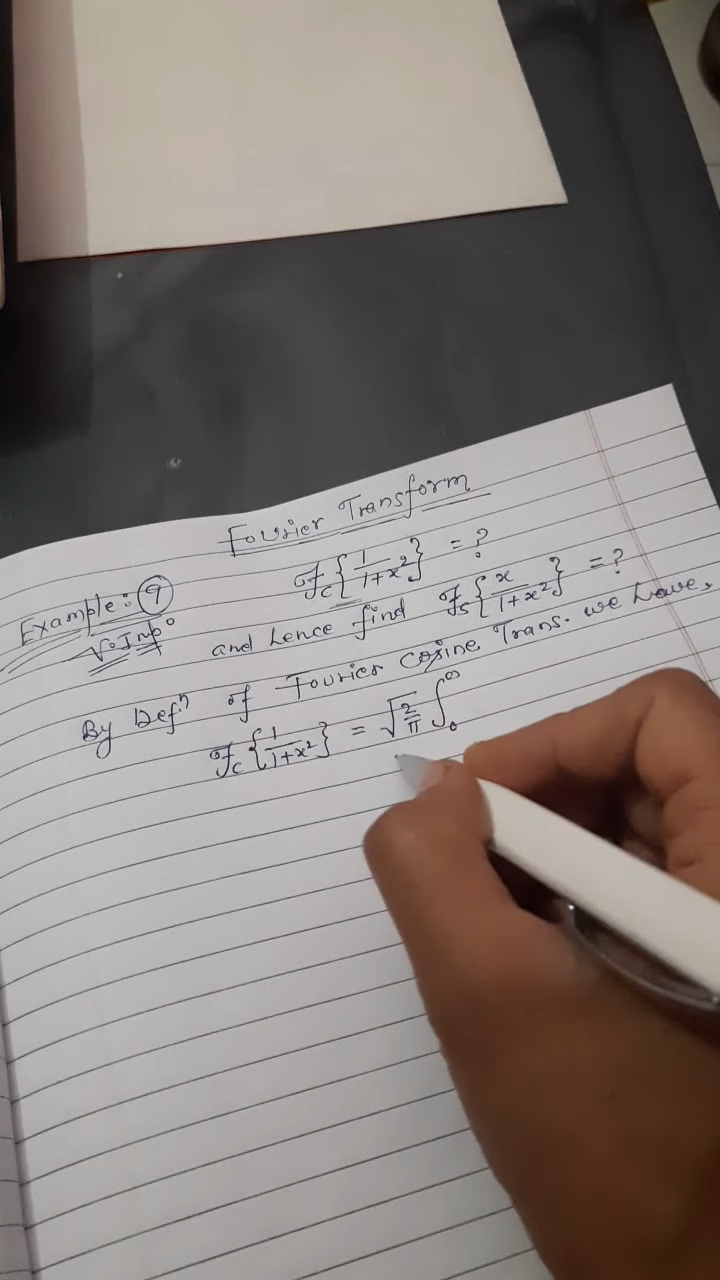 Fourier Transform
Example: 9 Fc{1/1+x²} = ?
V.Imp. and hence find Fs{x/1+x²} = ?
By Defⁿ of Fourier Cosine Trans. we have,
Fc{1/1+x²} = √2/π ∫₀^∞